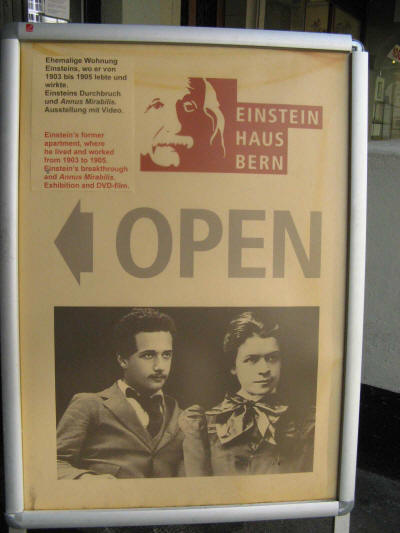 Ehemalige Wohnung
Einsteins, wo er von
1903 bis 1905 lebte und
wirkte.
Einsteins Durchbruch
und Annus Mirabilis.
Ausstellung mit Video.
Einstein's former
apartment, where
he lived and worked
from 1903 to 1905.
Einstein's breakthrough
and Annus Mirabilis.
Exhibition and DVD-film.
EINSTEIN
HAUS
BERN
OPEN